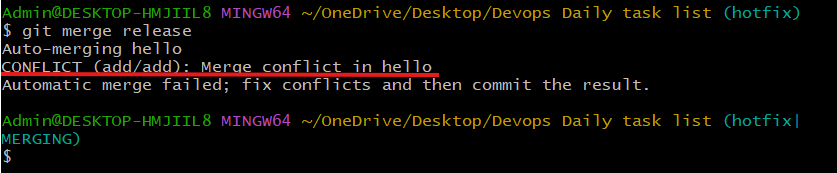 Admin@DESKTOP-HMJIIL8 MINGW64 ~/OneDrive/Desktop/Devops Daily task list (hotfix)
$ git merge release
Auto-merging hello
CONFLICT (add/add): Merge conflict in hello
Automatic merge failed; fix conflicts and then commit the result.
Admin@DESKTOP-HMJIIL8 MINGW64 ~/OneDrive/Desktop/Devops Daily task list (hotfix|
MERGING)
$